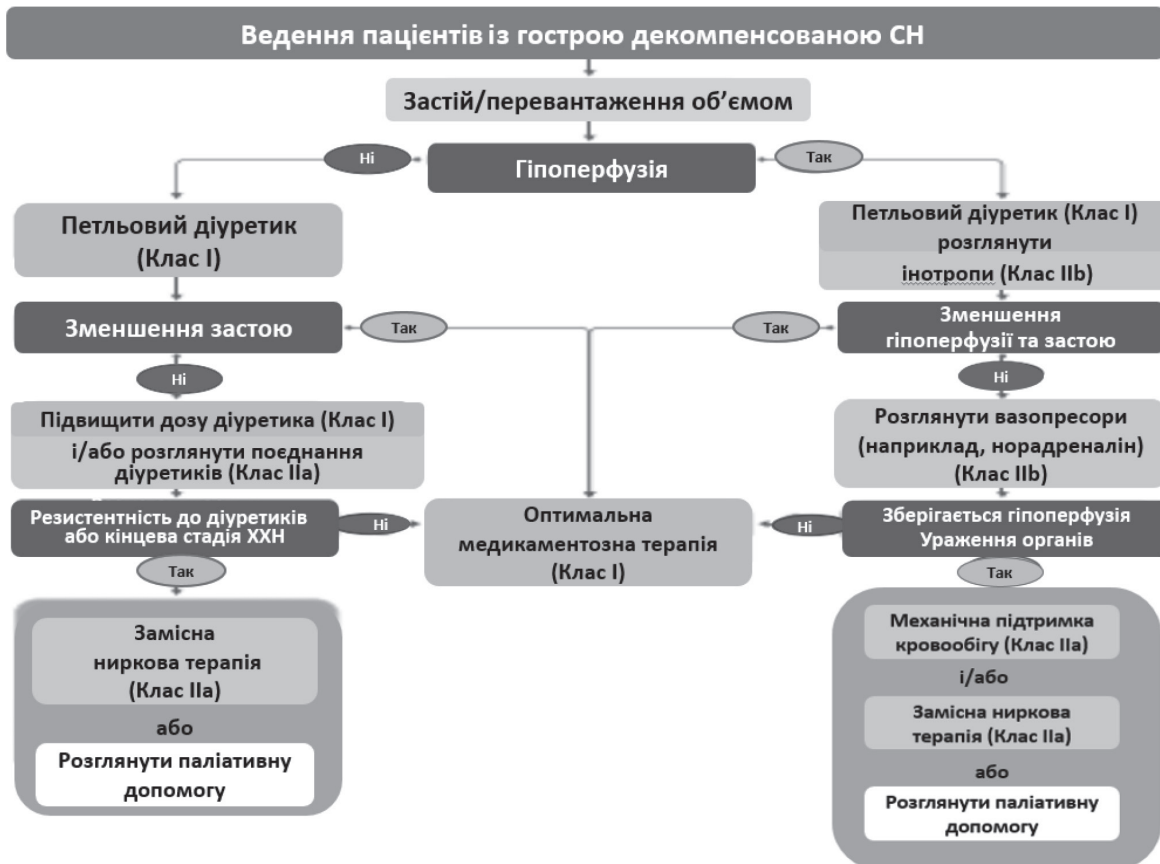 Ведення пацієнтів із гострою декомпенсованою СН
Застій/перевантаження об’ємом
Гіпоперфузія
Ні
Так
Петльовий діуретик
(Клас I)
Петльовий діуретик (Клас I)
розглянути
інотропи (Клас IIb)
Зменшення застою
Так
Так
Зменшення
гіпоперфузії та застою
Ні
Ні
Підвищити дозу діуретика (Клас I)
і/або розглянути поєднання
діуретиків (Клас IIa)
Розглянути вазопресори
(наприклад, норадреналін)
(Клас IIb)
Резистентність до діуретиків
або кінцева стадія ХХН
Ні
Оптимальна
медикаментозна терапія
(Клас I)
Ні
Зберігається гіпоперфузія
Ураження органів
Так
Так
Замісна
ниркова терапія
(Клас IIa)
або
Розглянути паліативну
допомогу
Механічна підтримка
кровообігу (Клас IIa)
і/або
Замісна ниркова
терапія (Клас IIa)
або
Розглянути паліативну
допомогу